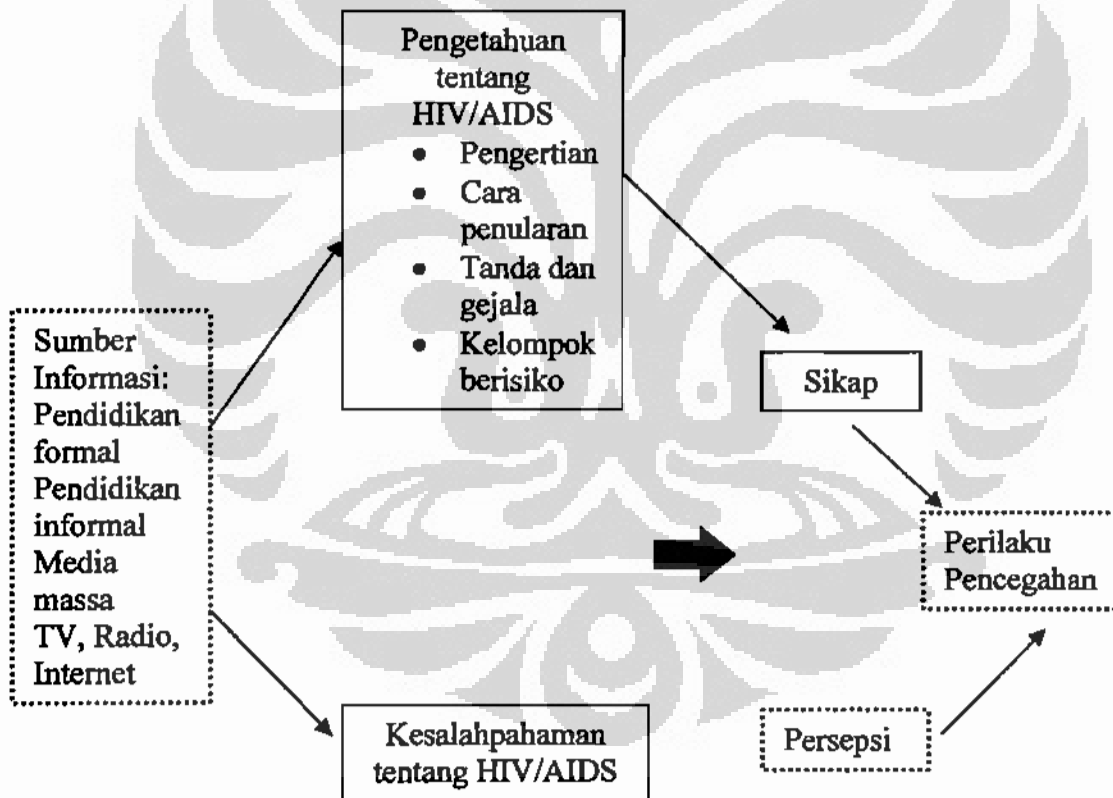 Pengetahuan
tentang
HIV/AIDS
• Pengertian
• Cara
penularan
• Tanda dan
gejala
• Kelompok
berisiko
Sumber
Informasi:
Pendidikan
formal
Pendidikan
informal
Media
massa
TV, Radio,
Internet
Sikap
Perilaku
Pencegahan
Kesalahpahaman
tentang HIV/AIDS
Persepsi